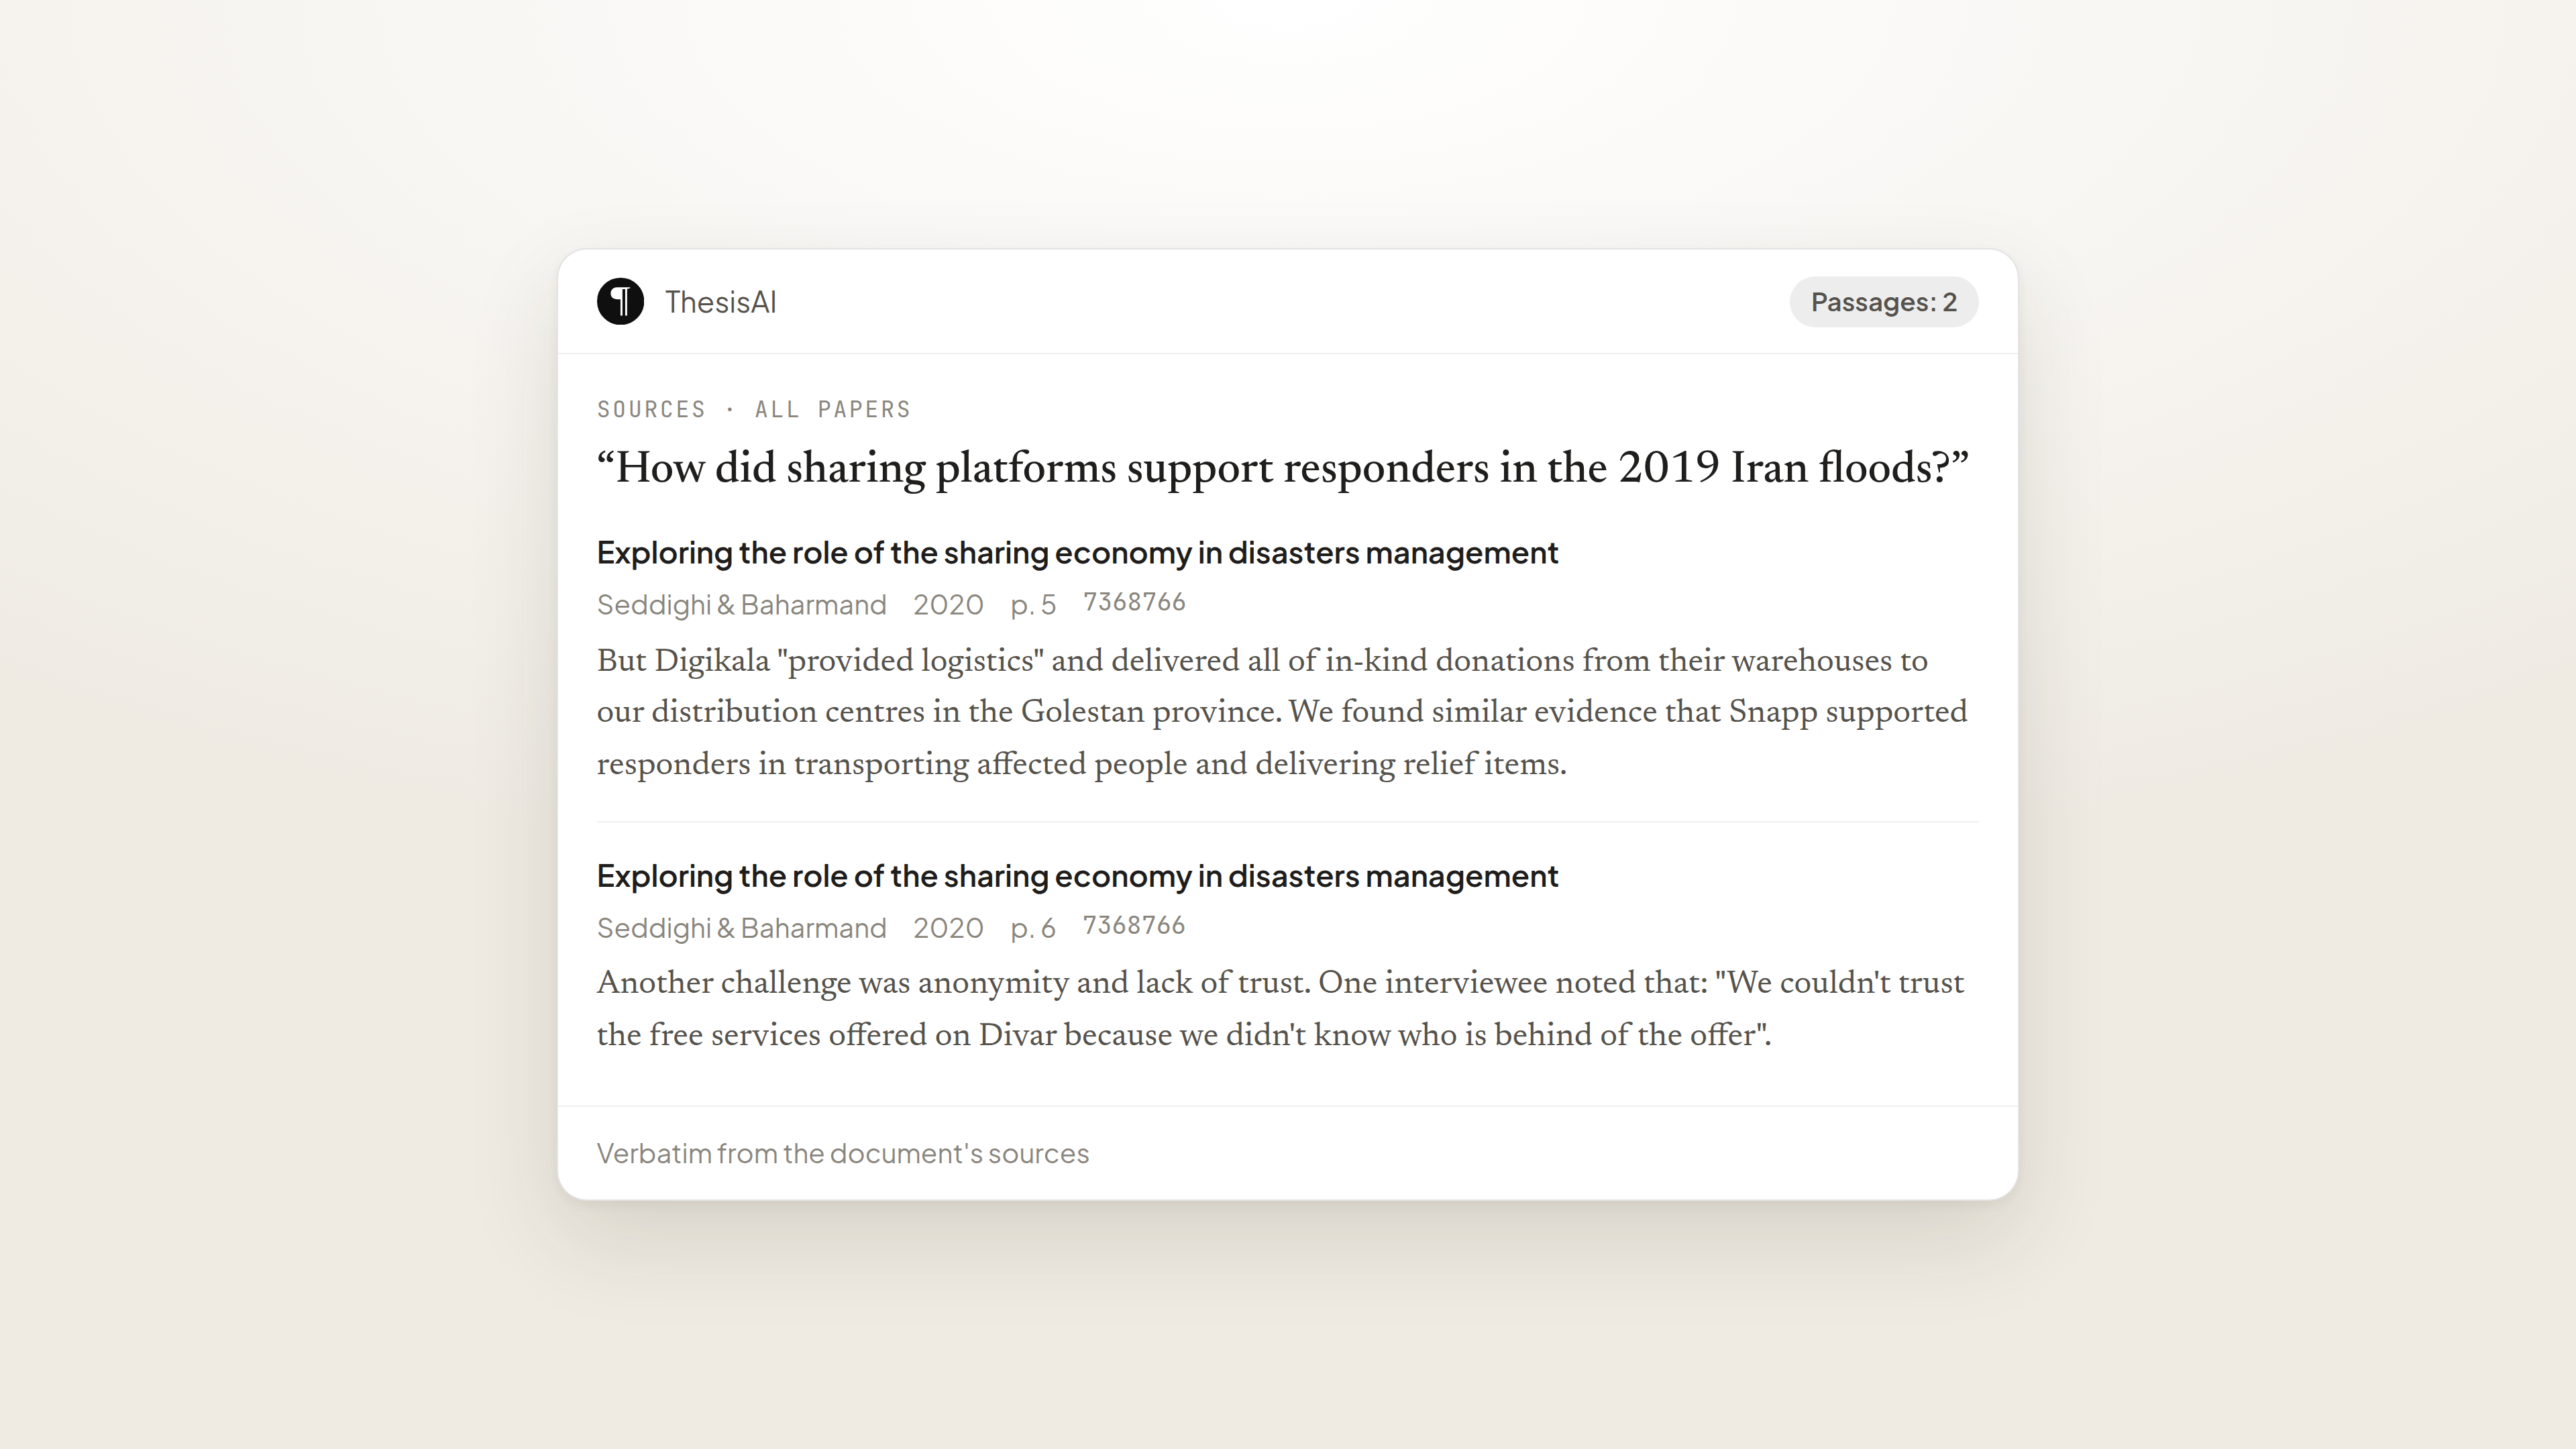 ¶ ThesisAI
Passages: 2
SOURCES · ALL PAPERS
“How did sharing platforms support responders in the 2019 Iran floods?”
Exploring the role of the sharing economy in disasters management
Seddighi & Baharmand 2020 p. 5 7368766
But Digikala "provided logistics" and delivered all of in-kind donations from their warehouses to
our distribution centres in the Golestan province. We found similar evidence that Snapp supported
responders in transporting affected people and delivering relief items.
Exploring the role of the sharing economy in disasters management
Seddighi & Baharmand 2020 p. 6 7368766
Another challenge was anonymity and lack of trust. One interviewee noted that: "We couldn't trust
the free services offered on Divar because we didn't know who is behind of the offer".
Verbatim from the document's sources